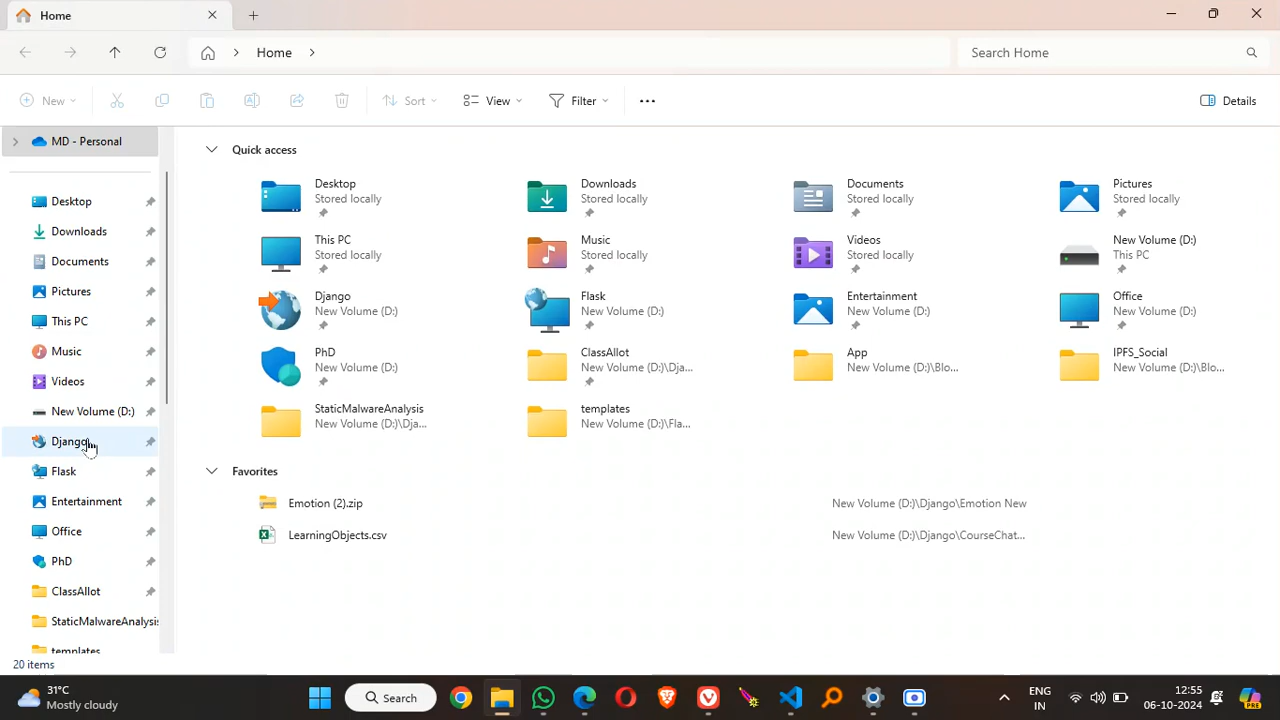 Home
Home
Search Home
New
Sort
View
Filter
Details
MD - Personal
Desktop
Downloads
Documents
Pictures
This PC
Music
Videos
New Volume (D:)
Django
Flask
Entertainment
Office
PhD
ClassAllot
StaticMalwareAnalysis
templates
Quick access
Desktop
Stored locally
Downloads
Stored locally
Documents
Stored locally
Pictures
Stored locally
This PC
Stored locally
Music
Stored locally
Videos
Stored locally
New Volume (D:)
This PC
Django
New Volume (D:)
Flask
New Volume (D:)
Entertainment
New Volume (D:)
Office
New Volume (D:)
PhD
New Volume (D:)
ClassAllot
New Volume (D:)\Dja...
App
New Volume (D:)\Blo...
IPFS_Social
New Volume (D:)\Blo...
StaticMalwareAnalysis
New Volume (D:)\Dja...
templates
New Volume (D:)\Fla...
Favorites
Emotion (2).zip New Volume (D:)\Django\Emotion New
LearningObjects.csv New Volume (D:)\Django\CourseChat...
20 items
31°C
Mostly cloudy
Search
ENG
IN
12:55
06-10-2024
PRE